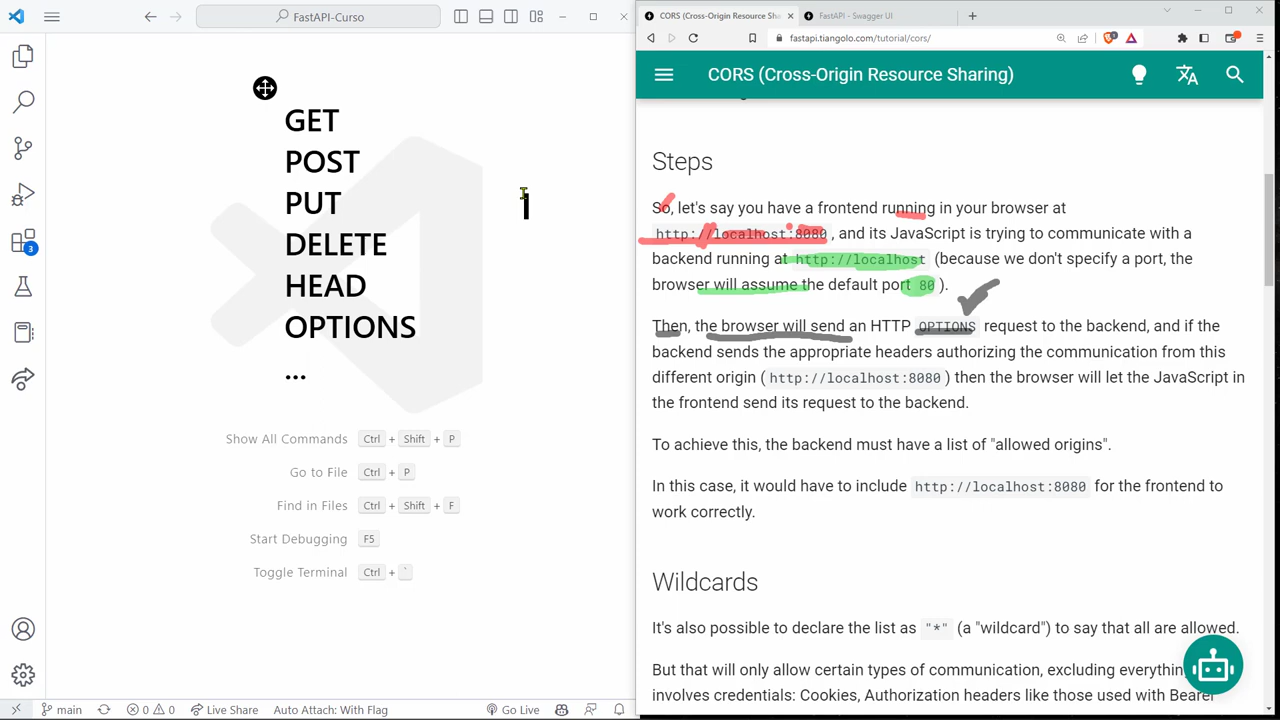 FastAPI-Curso
GET
POST
PUT
DELETE
HEAD
OPTIONS
...
3
Show All Commands Ctrl + Shift + P
Go to File Ctrl + P
Find in Files Ctrl + Shift + F
Start Debugging F5
Toggle Terminal Ctrl + `
main 0 0 Live Share Auto Attach: With Flag Go Live
CORS (Cross-Origin Resource Sha
FastAPI - Swagger UI
fastapi.tiangolo.com/tutorial/cors/
CORS (Cross-Origin Resource Sharing)
Steps
So, let's say you have a frontend running in your browser at
http://localhost:8080 , and its JavaScript is trying to communicate with a
backend running at http://localhost (because we don't specify a port, the
browser will assume the default port 80 ).
Then, the browser will send an HTTP OPTIONS request to the backend, and if the
backend sends the appropriate headers authorizing the communication from this
different origin ( http://localhost:8080 ) then the browser will let the JavaScript in
the frontend send its request to the backend.
To achieve this, the backend must have a list of "allowed origins".
In this case, it would have to include http://localhost:8080 for the frontend to
work correctly.
Wildcards
It's also possible to declare the list as "*" (a "wildcard") to say that all are allowed.
But that will only allow certain types of communication, excluding everything
involves credentials: Cookies, Authorization headers like those used with Bearer